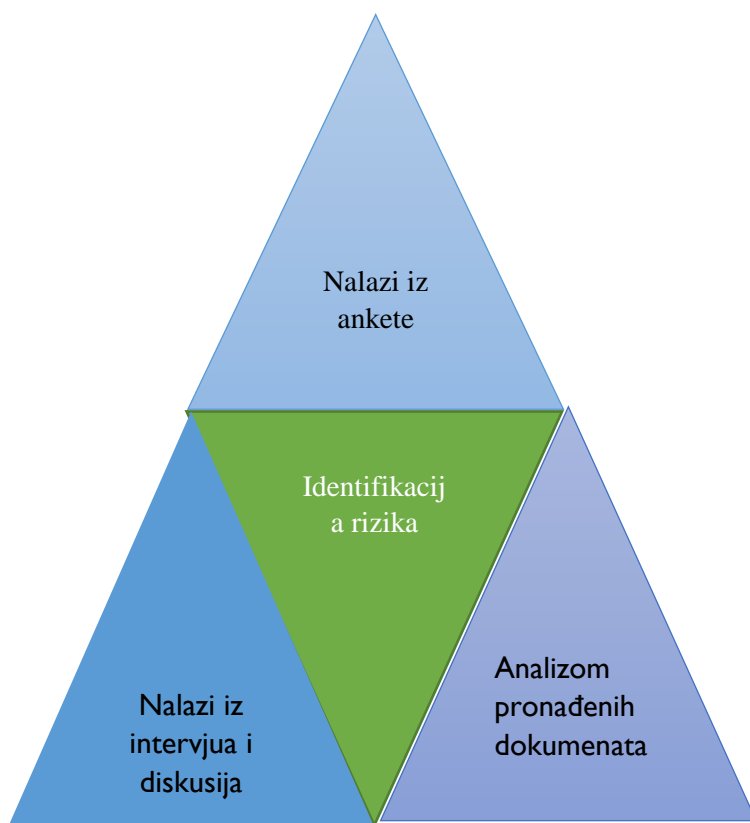 Nalazi iz
ankete
Identifikacij
a rizika
Nalazi iz
intervjua i
diskusija
Analizom
pronađenih
dokumenata